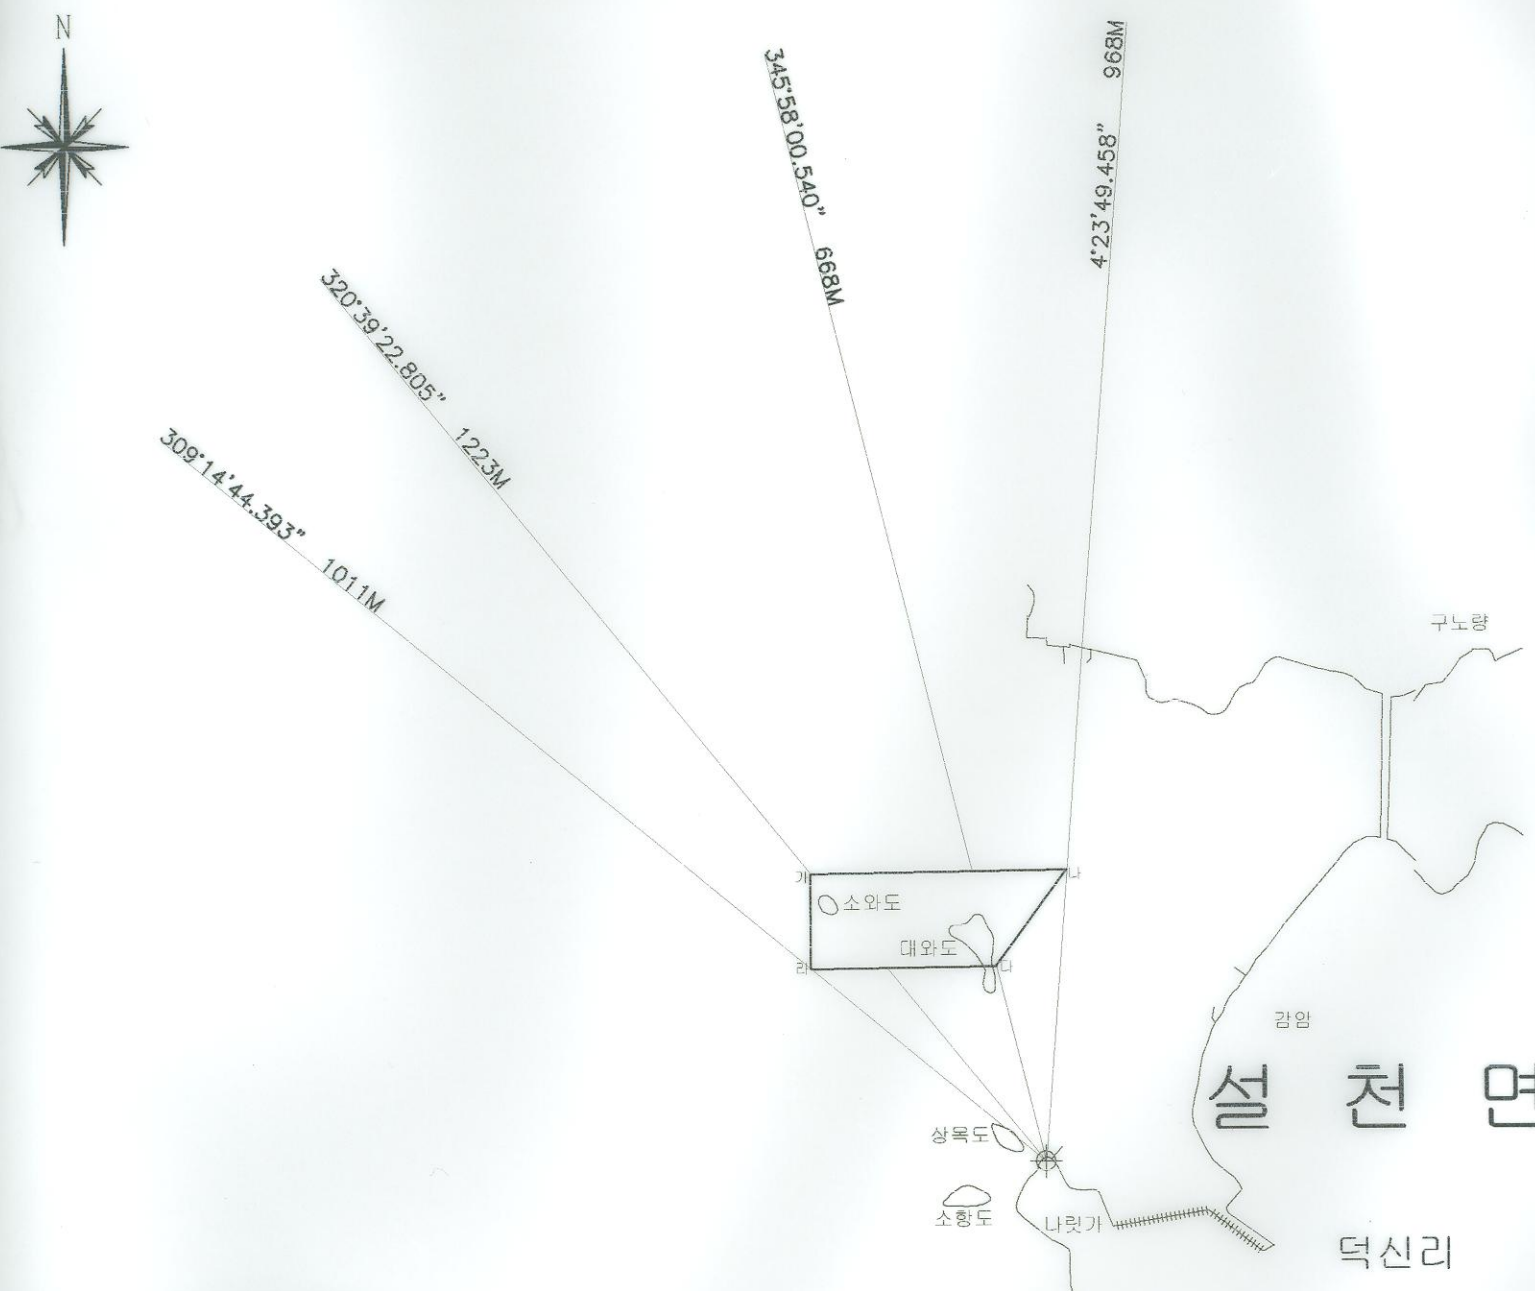 N
968M
4°23'49.458"
345°58'00.540"
668M
320°39'22.805"
1223M
309°14'44.393"
1011M
구노량
가
나
소와도
대와도
라
다
감암
설 천 면
상목도
소항도
나릿가
덕신리